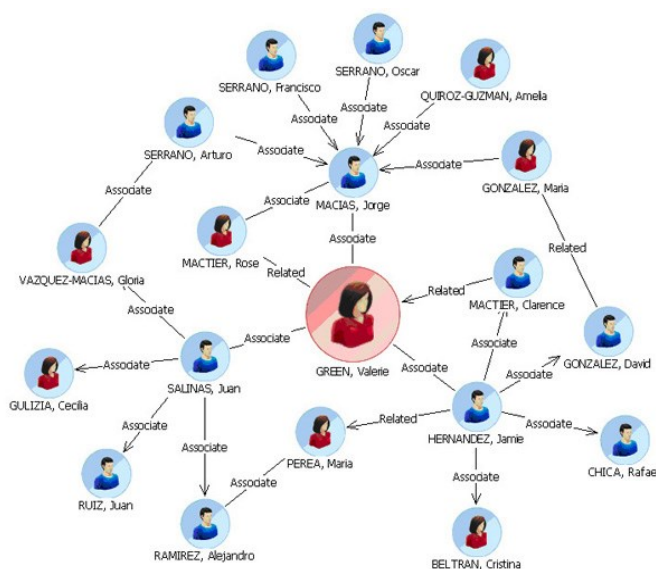 SERRANO, Oscar
SERRANO, Francisco
QUIROZ-GUZMAN, Amelia
Associate
Associate
Associate
SERRANO, Arturo
Associate
Associate
GONZALEZ, Maria
MACIAS, Jorge
Associate
Associate
Associate
MACTIER, Rose
Related
Related
VAZQUEZ-MACIAS, Gloria
Related
MACTIER, Clarence
Associate
Associate
Associate
GONZALEZ, David
GREEN, Valerie
Associate
Associate
Associate
Associate
SALINAS, Juan
GULIZIA, Cecilia
Related
HERNANDEZ, Jamie
Associate
Associate
Associate
PEREA, Maria
CHICA, Rafae
Associate
Associate
RUIZ, Juan
RAMIREZ, Alejandro
BELTRAN, Cristina